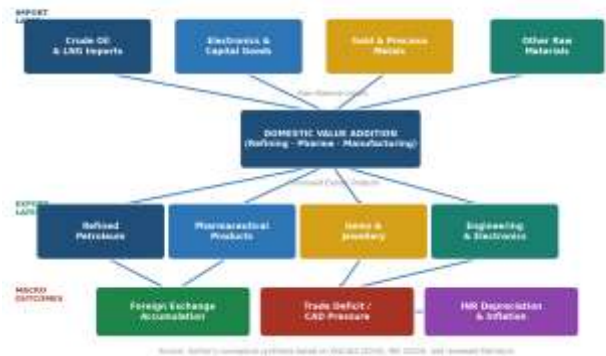 IMPORT
Crude Oil
& LNG Imports
Electronics &
Capital Goods
Gold & Precious
Metals
Other Raw
Materials
DOMESTIC VALUE ADDITION
(Refining · Pharma · Manufacturing)
EXPORT
Refined
Petroleum
Pharmaceutical
Products
Gems &
Jewellery
Engineering
& Electronics
MACRO
OUTCOMES
Foreign Exchange
Accumulation
Trade Deficit /
CAD Pressure
INR Depreciation
& Inflation